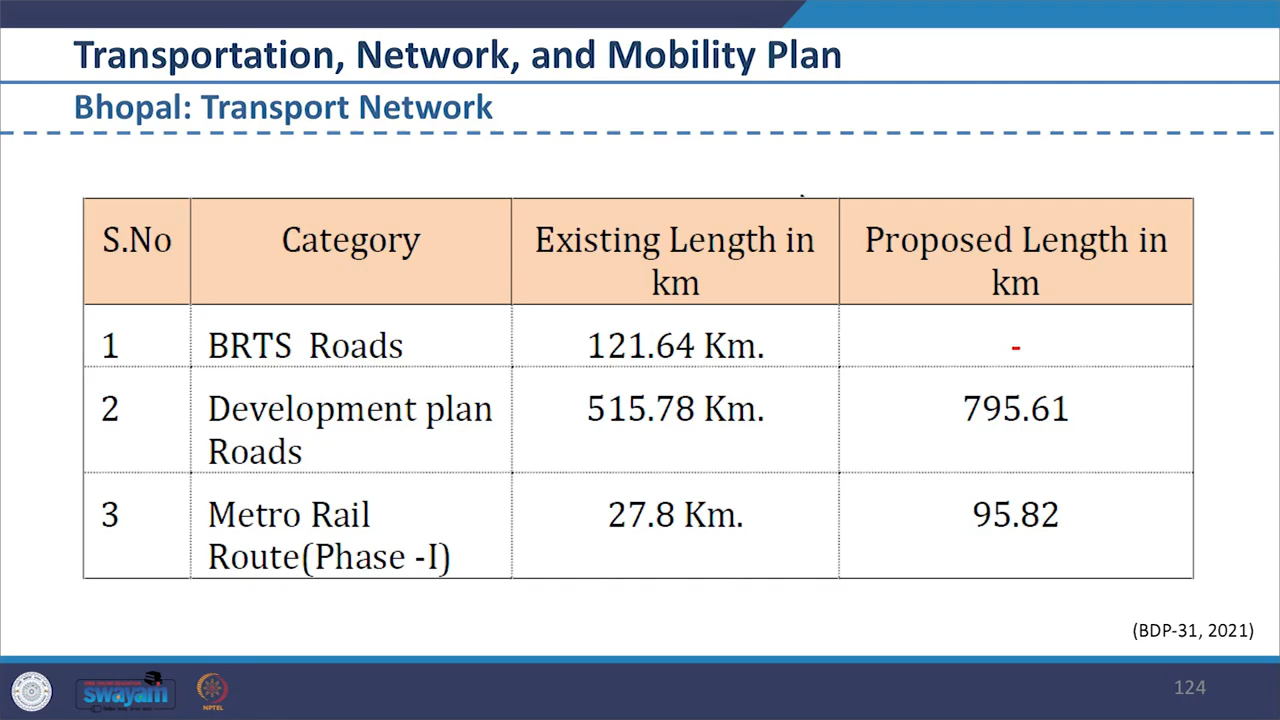 Transportation, Network, and Mobility Plan
Bhopal: Transport Network
S.No Category Existing Length in km Proposed Length in km
1 BRTS Roads 121.64 Km. -
2 Development plan Roads 515.78 Km. 795.61
3 Metro Rail Route(Phase -I) 27.8 Km. 95.82
(BDP-31, 2021)
swayam
NPTEL
124